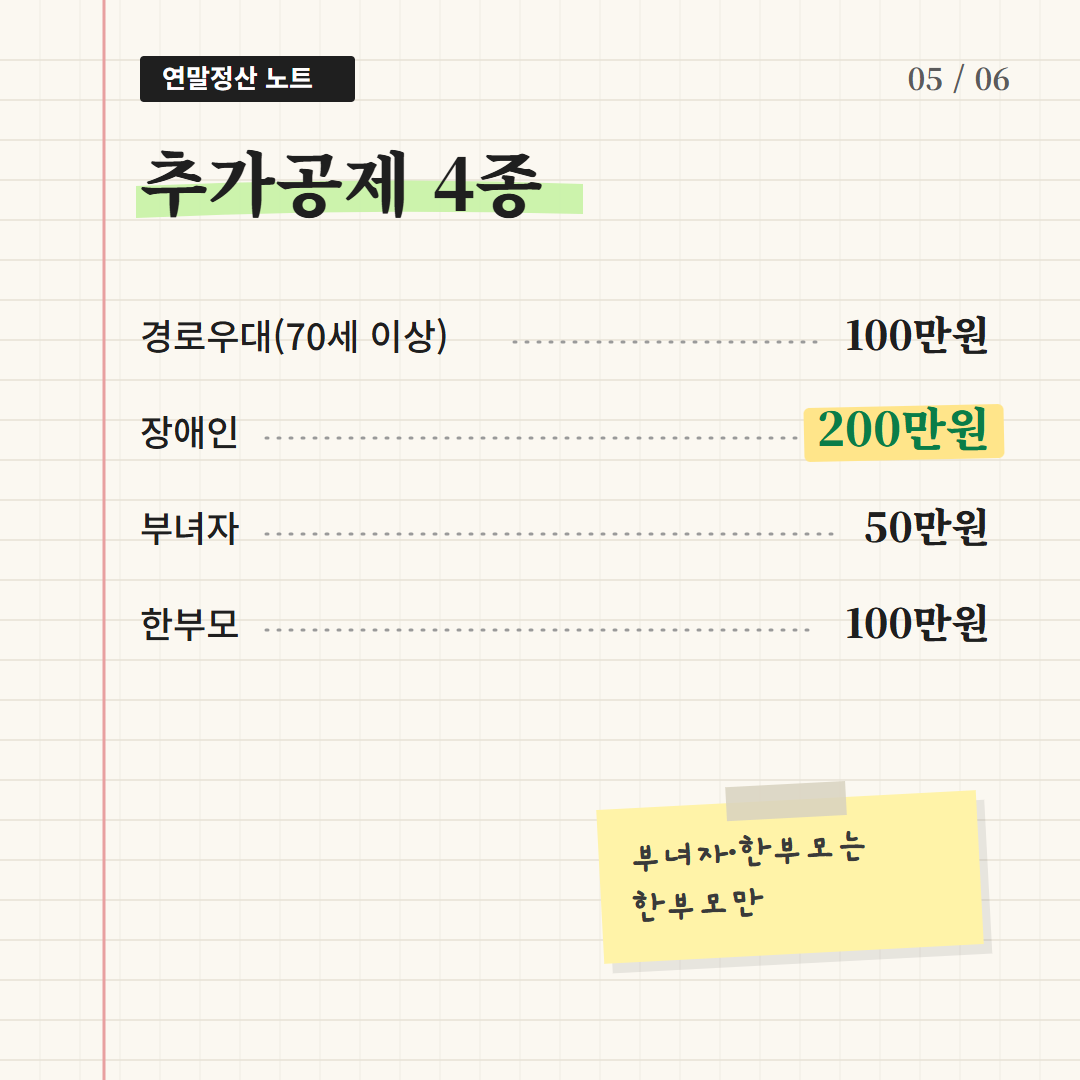 연말정산 노트
05 / 06
추가공제 4종
경로우대(70세 이상) 100만원
장애인 200만원
부녀자 50만원
한부모 100만원
부녀자·한부모는
한부모만